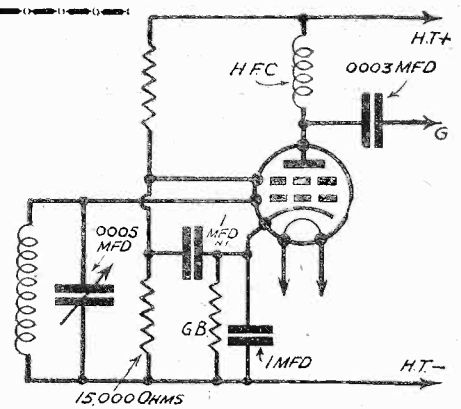 H.T.+
H.F.C
.0003 MFD
G
.0005
MFD
1
MFD
N.I.
G.B.
1 MFD
15,000 OHMS
H.T.-